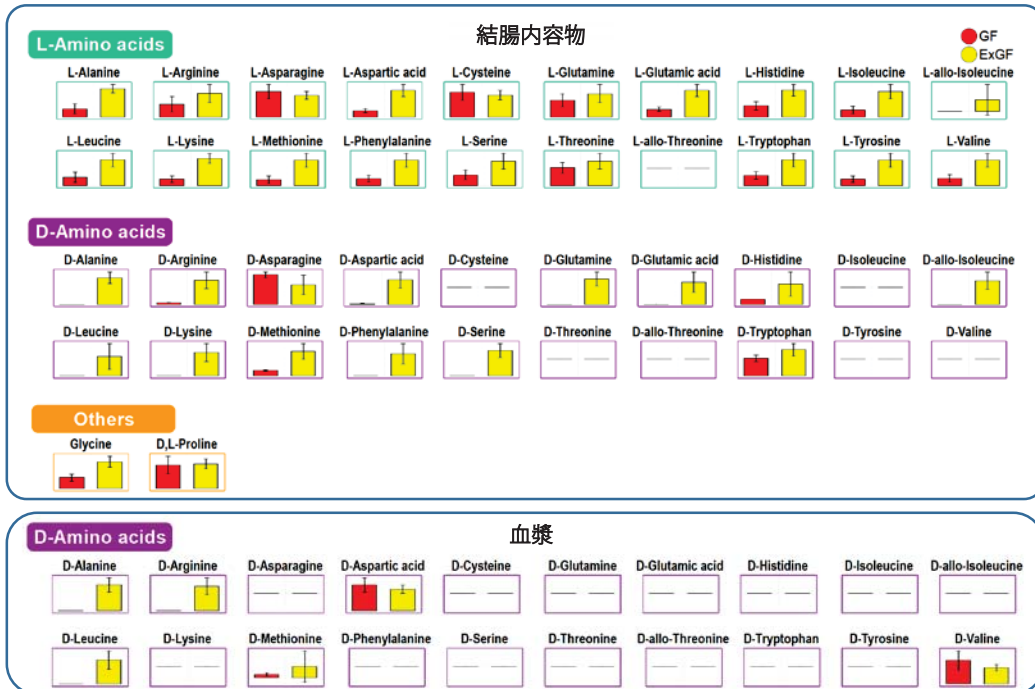 結腸内容物
GF
ExGF
L-Amino acids
L-Alanine L-Arginine L-Asparagine L-Aspartic acid L-Cysteine L-Glutamine L-Glutamic acid L-Histidine L-Isoleucine L-allo-Isoleucine
L-Leucine L-Lysine L-Methionine L-Phenylalanine L-Serine L-Threonine L-allo-Threonine L-Tryptophan L-Tyrosine L-Valine
D-Amino acids
D-Alanine D-Arginine D-Asparagine D-Aspartic acid D-Cysteine D-Glutamine D-Glutamic acid D-Histidine D-Isoleucine D-allo-Isoleucine
D-Leucine D-Lysine D-Methionine D-Phenylalanine D-Serine D-Threonine D-allo-Threonine D-Tryptophan D-Tyrosine D-Valine
Others
Glycine D,L-Proline
血漿
D-Amino acids
D-Alanine D-Arginine D-Asparagine D-Aspartic acid D-Cysteine D-Glutamine D-Glutamic acid D-Histidine D-Isoleucine D-allo-Isoleucine
D-Leucine D-Lysine D-Methionine D-Phenylalanine D-Serine D-Threonine D-allo-Threonine D-Tryptophan D-Tyrosine D-Valine